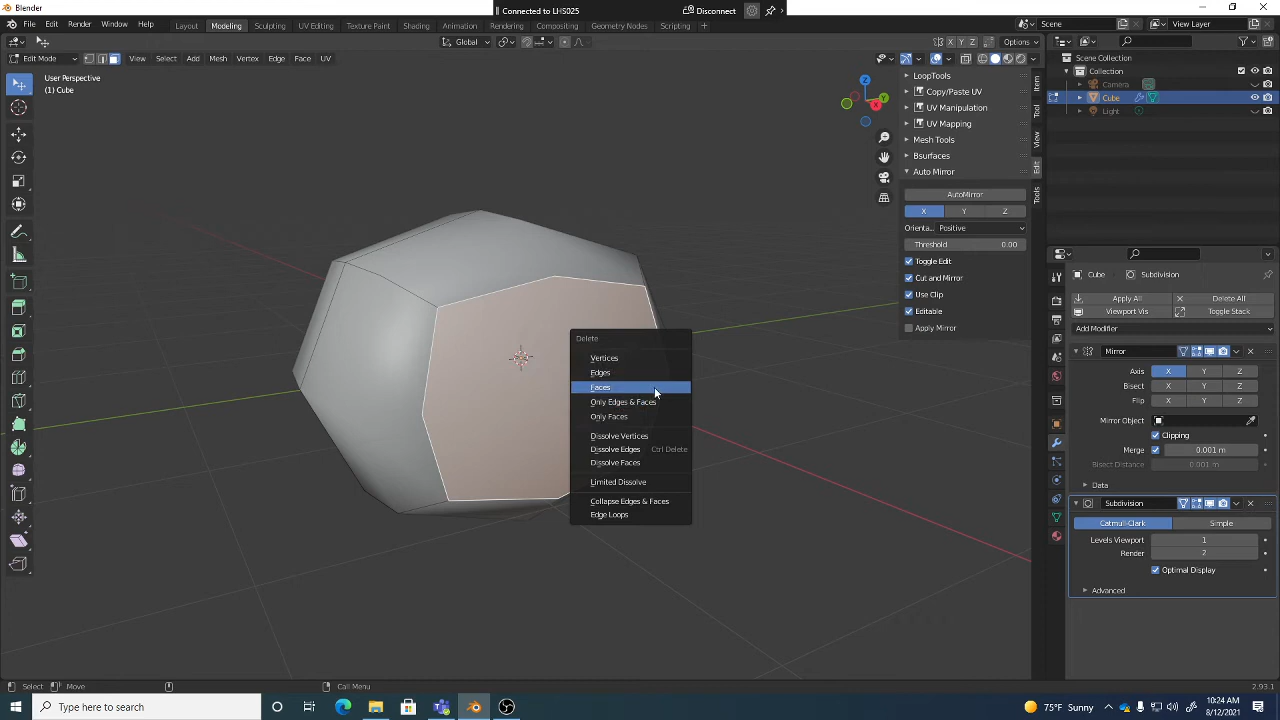 Blender
Connected to LHS025
Disconnect
File Edit Render Window Help
Layout Modeling Sculpting UV Editing Texture Paint Shading Animation Rendering Compositing Geometry Nodes Scripting
Scene
View Layer
Global
X Y Z
Options
Edit Mode
View Select Add Mesh Vertex Edge Face UV
User Perspective
(1) Cube
Z
Y
X
LoopTools
Copy/Paste UV
UV Manipulation
UV Mapping
Mesh Tools
Bsurfaces
Auto Mirror
AutoMirror
X Y Z
Orienta.. Positive
Threshold 0.00
Toggle Edit
Cut and Mirror
Use Clip
Editable
Apply Mirror
Item
Tool
View
Edit
Tools
Scene Collection
Collection
Camera
Cube
Light
Delete
Vertices
Edges
Faces
Only Edges & Faces
Only Faces
Dissolve Vertices
Dissolve Edges Ctrl Delete
Dissolve Faces
Limited Dissolve
Collapse Edges & Faces
Edge Loops
Cube
Subdivision
Apply All
Delete All
Viewport Vis
Toggle Stack
Add Modifier
Mirror
Axis X Y Z
Bisect X Y Z
Flip X Y Z
Mirror Object
Clipping
Merge 0.001 m
Bisect Distance 0.001 m
Data
Subdivision
Catmull-Clark Simple
Levels Viewport 1
Render 2
Optimal Display
Advanced
Select
Move
Call Menu
2.93.1
Type here to search
75°F Sunny
10:24 AM
8/12/2021